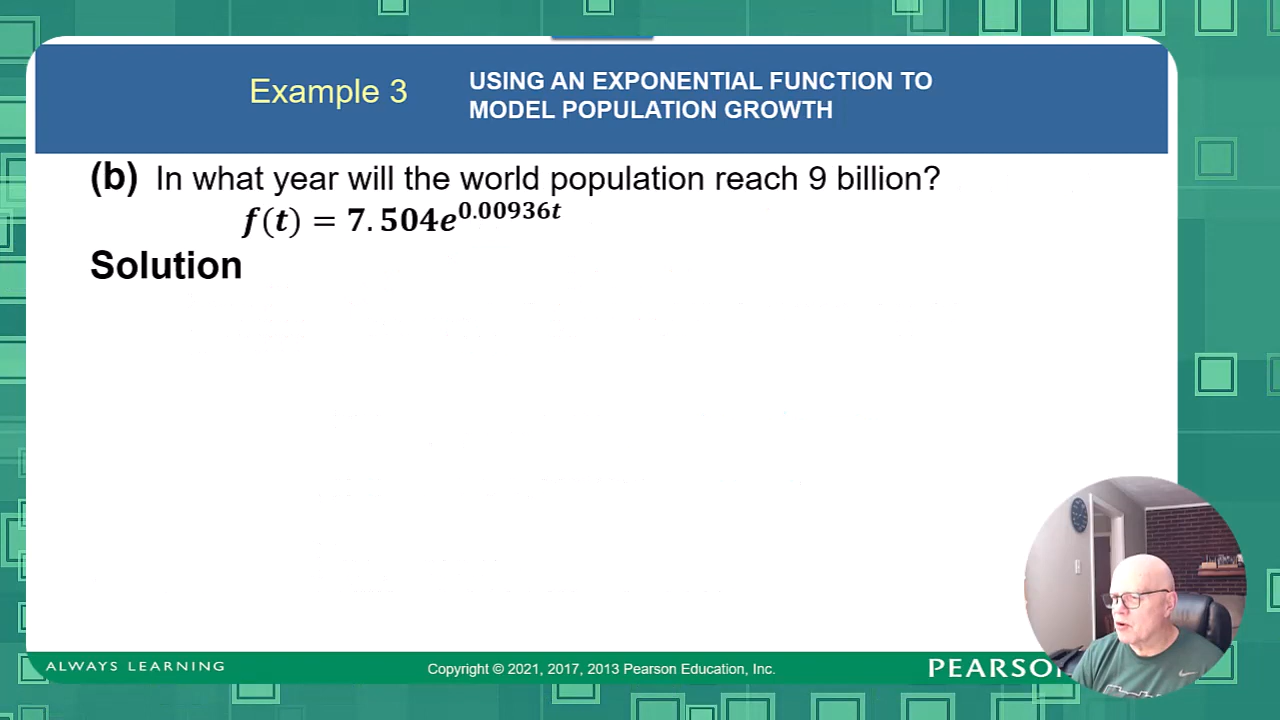 Example 3
USING AN EXPONENTIAL FUNCTION TO
MODEL POPULATION GROWTH
(b) In what year will the world population reach 9 billion?
f(t) = 7.504e^{0.00936t}
Solution
ALWAYS LEARNING
Copyright © 2021, 2017, 2013 Pearson Education, Inc.
PEARSO